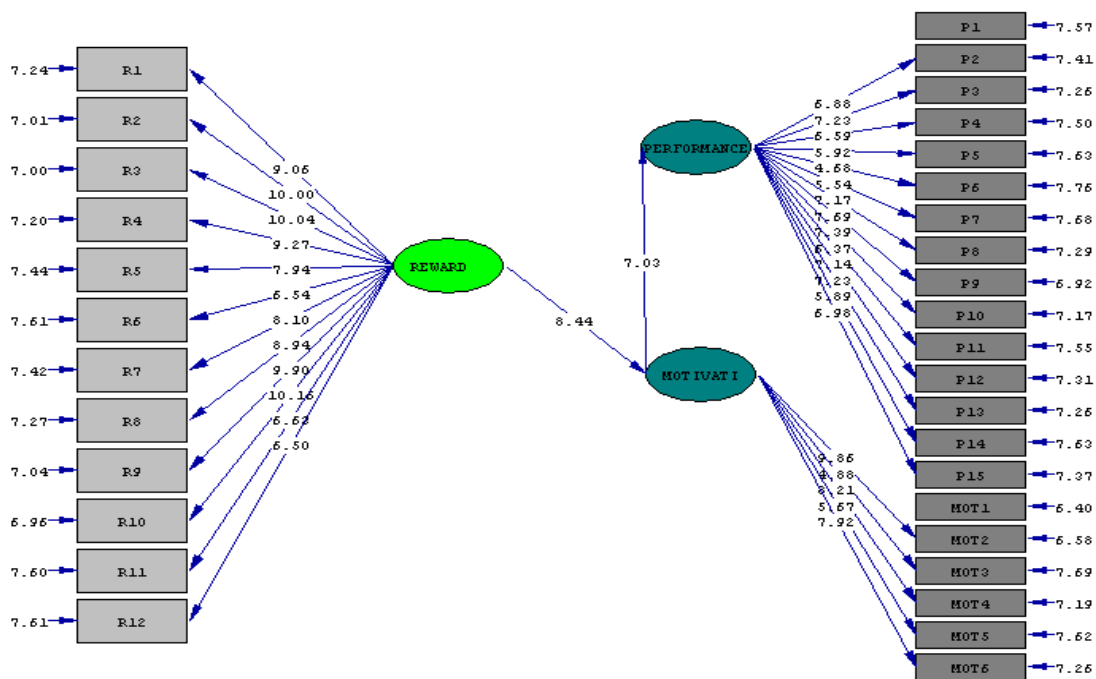 7.24 R1
7.01 R2
7.00 R3
7.20 R4
7.44 R5
7.61 R6
7.42 R7
7.27 R8
7.04 R9
6.96 R10
7.60 R11
7.61 R12
9.06
10.00
10.04
9.27
7.94
6.54
8.10
8.94
9.90
10.16
6.62
6.50
REWARD
8.44
PERFORMANCE
7.03
MOTIVATI
6.88
7.23
6.59
5.92
4.68
5.54
7.17
7.69
7.39
6.37
7.14
7.23
5.89
6.98
9.86
4.88
8.21
5.67
7.92
P1 7.57
P2 7.41
P3 7.26
P4 7.50
P5 7.63
P6 7.76
P7 7.68
P8 7.29
P9 6.92
P10 7.17
P11 7.55
P12 7.31
P13 7.26
P14 7.63
P15 7.37
MOT1 6.40
MOT2 6.58
MOT3 7.69
MOT4 7.19
MOT5 7.62
MOT6 7.26